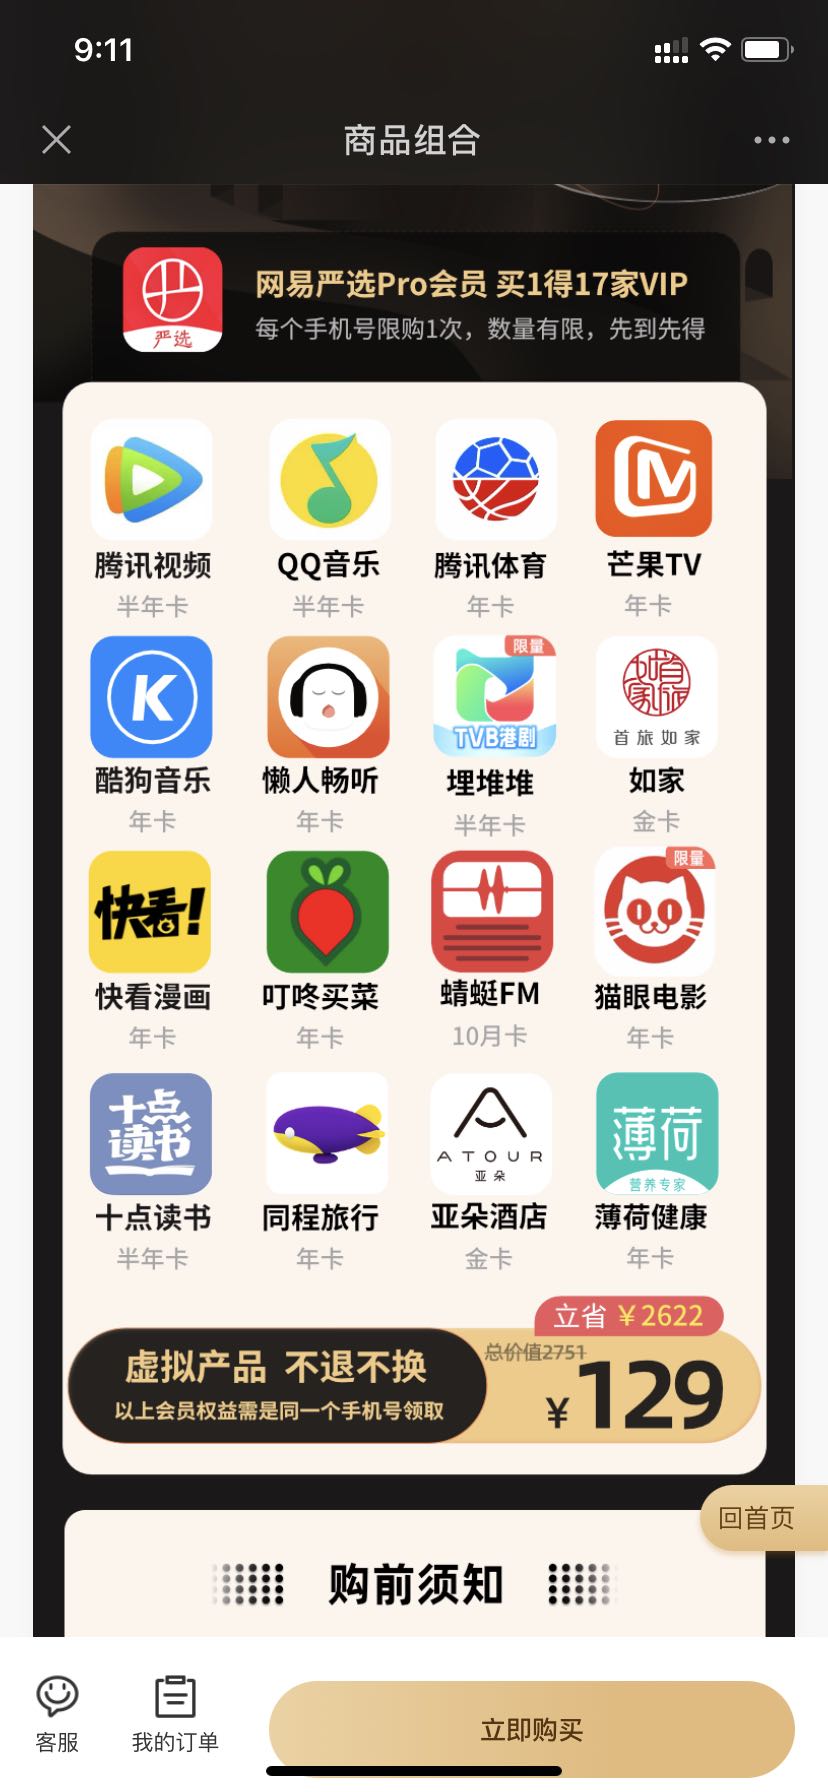 9:11
商品组合
网易严选Pro会员 买1得17家VIP
严选
每个手机号限购1次，数量有限，先到先得
腾讯视频 QQ音乐 腾讯体育 芒果TV
半年卡 半年卡 年卡 年卡
限量
K
TVB港剧
首旅如家
首旅如家
酷狗音乐 懒人畅听 埋堆堆 如家
年卡 年卡 半年卡 金卡
限量
快看!
快看漫画 叮咚买菜 蜻蜓FM 猫眼电影
年卡 年卡 10月卡 年卡
十点
读书
ATOUR
亚朵
薄荷
营养专家
十点读书 同程旅行 亚朵酒店 薄荷健康
半年卡 年卡 金卡 年卡
立省 ¥2622
虚拟产品 不退不换
总价值2751
以上会员权益需是同一个手机号领取
¥129
回首页
购前须知
客服
我的订单
立即购买